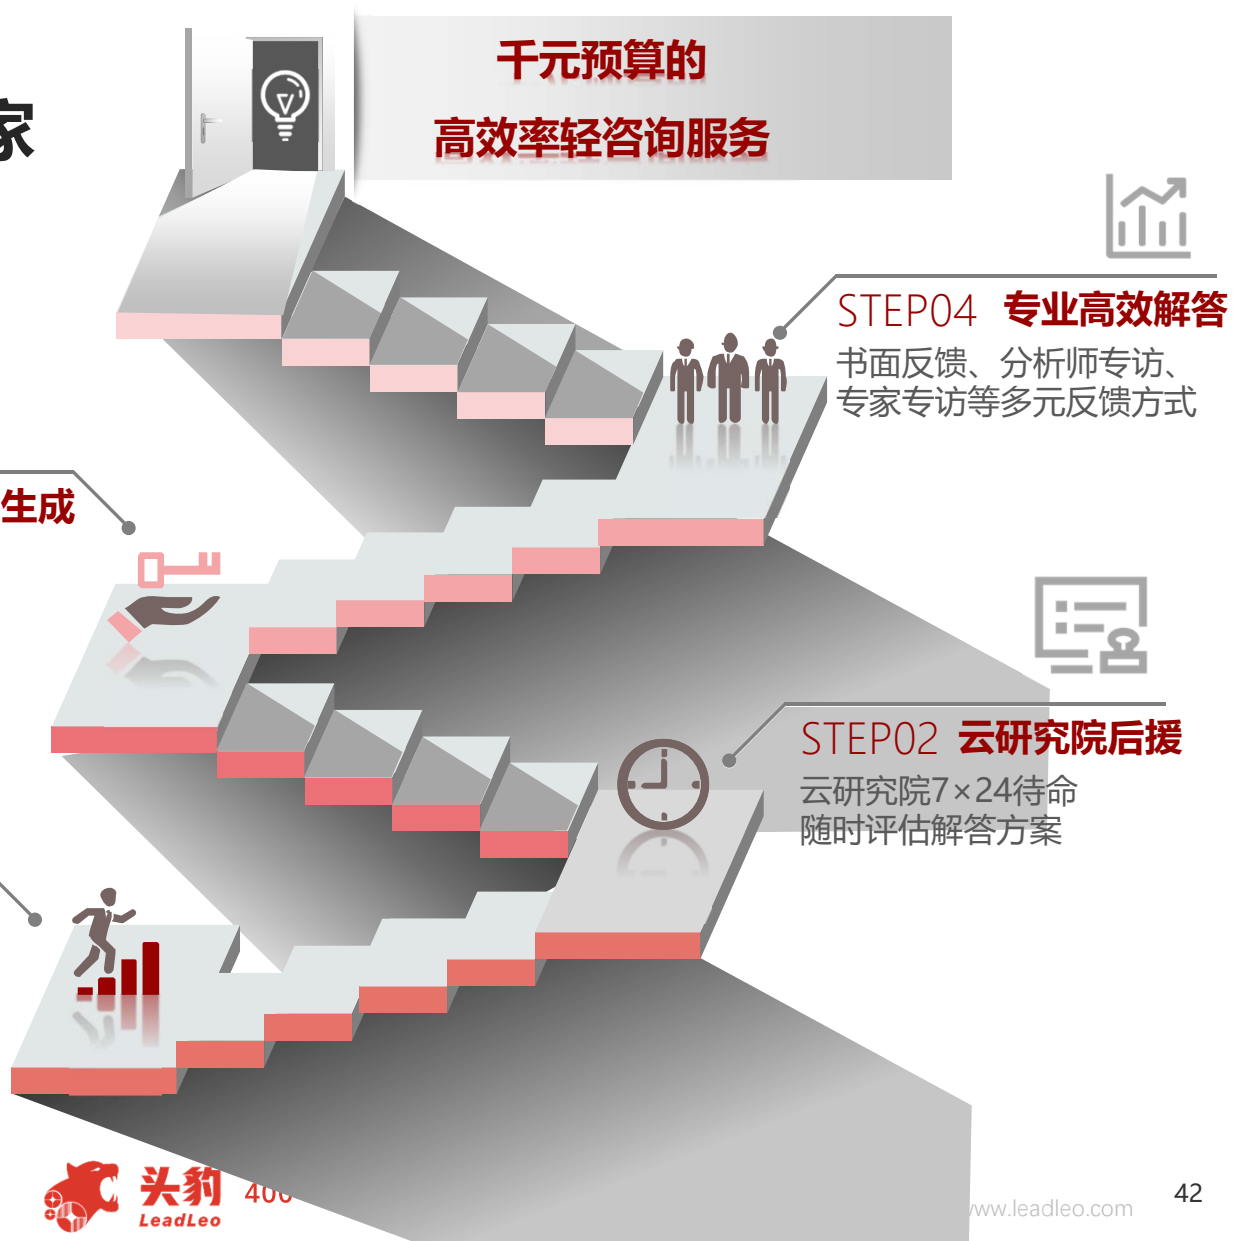 千元预算的
高效率轻咨询服务
家
STEP04 专业高效解答
书面反馈、分析师专访、
专家专访等多元反馈方式
生成
STEP02 云研究院后援
云研究院7×24待命
随时评估解答方案
头豹
LeadLeo
400
www.leadleo.com
42